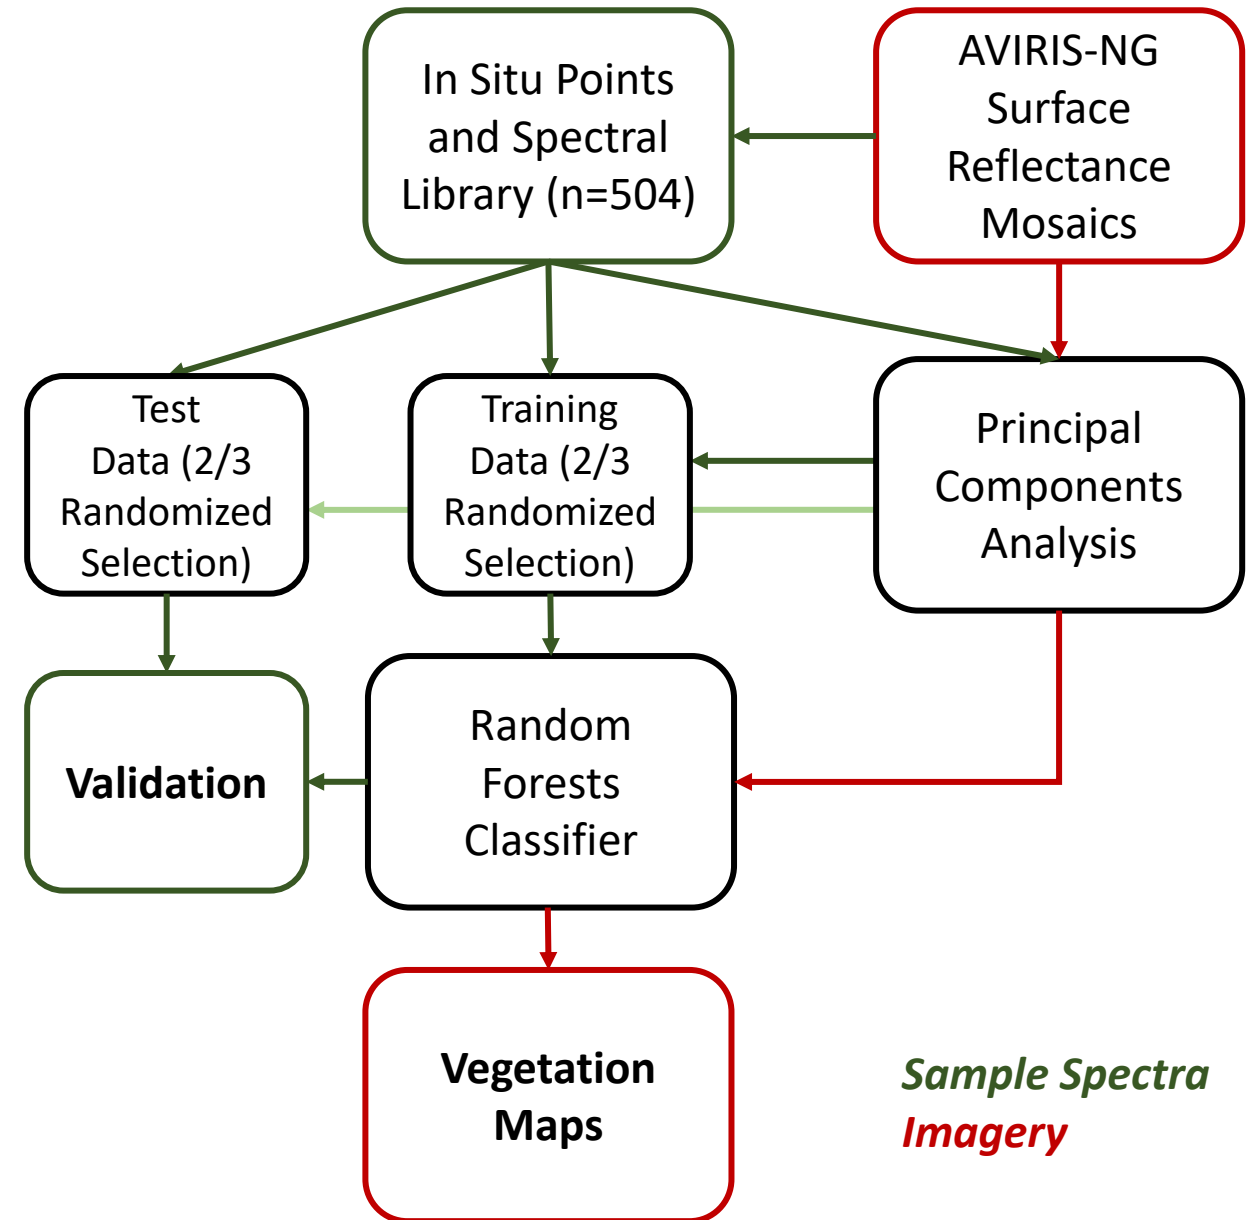 In Situ Points
and Spectral
Library (n=504)
AVIRIS-NG
Surface
Reflectance
Mosaics
Test
Data (2/3
Randomized
Selection)
Training
Data (2/3
Randomized
Selection)
Principal
Components
Analysis
Validation
Random
Forests
Classifier
Vegetation
Maps
Sample Spectra
Imagery